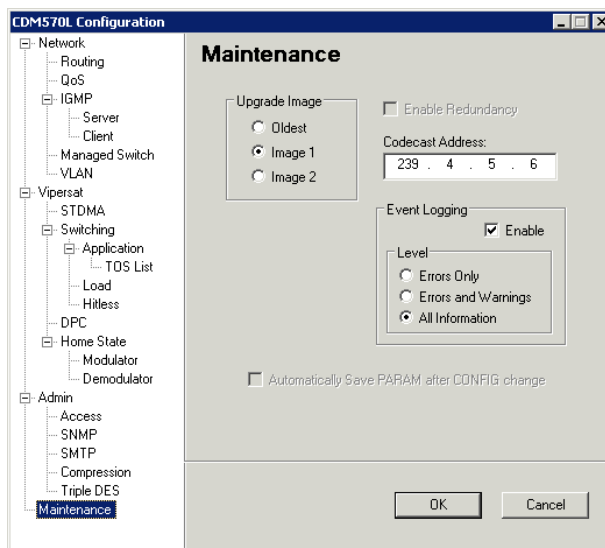 CDM570L Configuration
Network
Routing
QoS
IGMP
Server
Client
Managed Switch
VLAN
Vipersat
STDMA
Switching
Application
TOS List
Load
Hitless
DPC
Home State
Modulator
Demodulator
Admin
Access
SNMP
SMTP
Compression
Triple DES
Maintenance
Maintenance
Upgrade Image
Oldest
Image 1
Image 2
Enable Redundancy
Codecast Address:
239 . 4 . 5 . 6
Event Logging
Enable
Level
Errors Only
Errors and Warnings
All Information
Automatically Save PARAM after CONFIG change
OK
Cancel